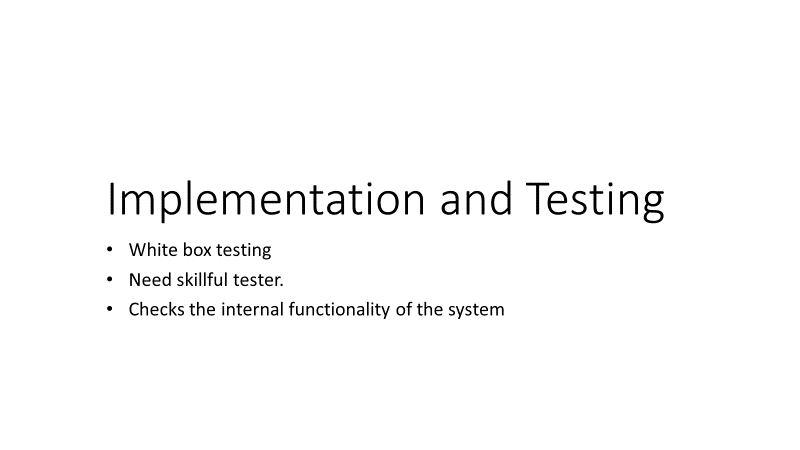 Implementation and Testing
• White box testing
• Need skillful tester.
• Checks the internal functionality of the system